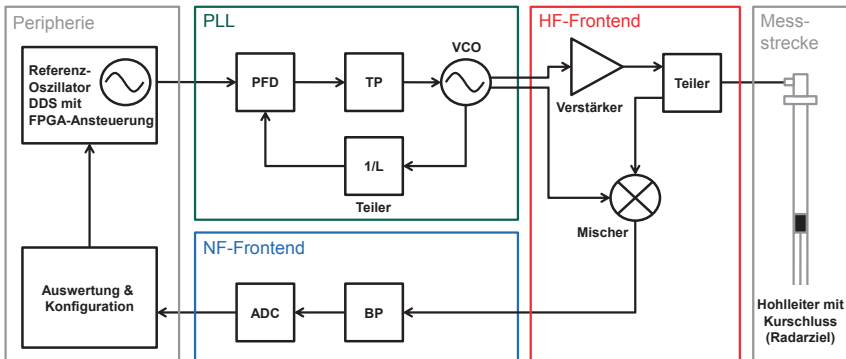 Peripherie
PLL
HF-Frontend
Mess-
strecke
Referenz-
Oszillator
DDS mit
FPGA-Ansteuerung
PFD
TP
VCO
Verstärker
Teiler
1/L
Teiler
Mischer
NF-Frontend
Auswertung &
Konfiguration
ADC
BP
Hohlleiter mit
Kurschluss
(Radarziel)